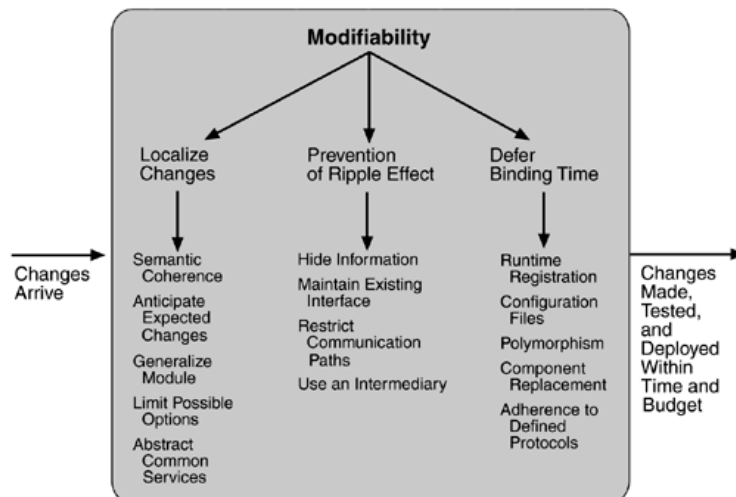 Modifiability
Localize
Changes
Prevention
of Ripple Effect
Defer
Binding Time
Changes
Arrive
Semantic
Coherence
Anticipate
Expected
Changes
Generalize
Module
Limit Possible
Options
Abstract
Common
Services
Hide Information
Maintain Existing
Interface
Restrict
Communication
Paths
Use an Intermediary
Runtime
Registration
Configuration
Files
Polymorphism
Component
Replacement
Adherence to
Defined
Protocols
Changes
Made,
Tested,
and
Deployed
Within
Time and
Budget